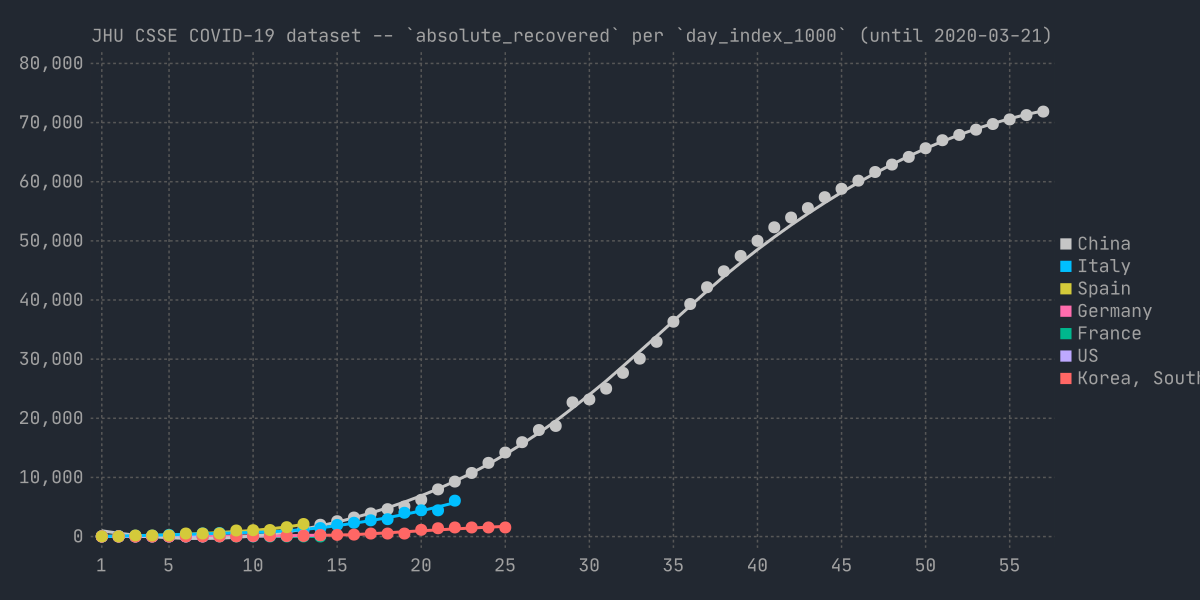 JHU CSSE COVID-19 dataset -- `absolute_recovered` per `day_index_1000` (until 2020-03-21)
80,000
70,000
60,000
50,000
40,000
30,000
20,000
10,000
0
1 5 10 15 20 25 30 35 40 45 50 55
China
Italy
Spain
Germany
France
US
Korea, South